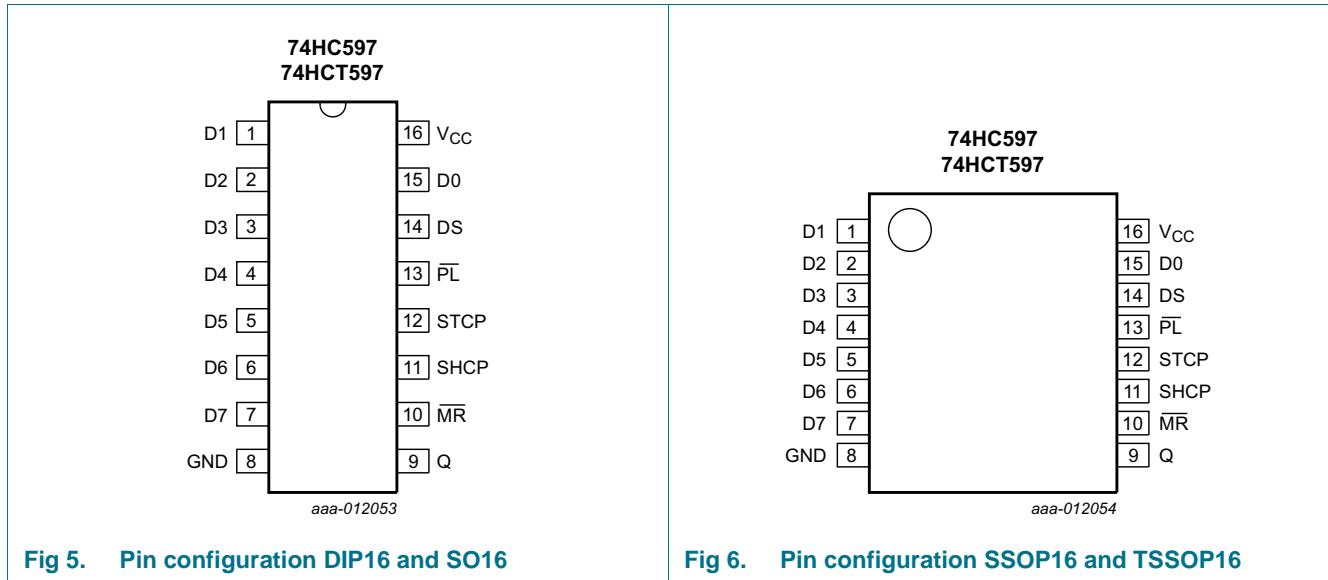 74HC597
74HCT597
D1 1 16 VCC
D2 2 15 D0
D3 3 14 DS
D4 4 13 P̅L̅
D5 5 12 STCP
D6 6 11 SHCP
D7 7 10 M̅R̅
GND 8 9 Q
aaa-012053
Fig 5. Pin configuration DIP16 and SO16
74HC597
74HCT597
D1 1 16 VCC
D2 2 15 D0
D3 3 14 DS
D4 4 13 P̅L̅
D5 5 12 STCP
D6 6 11 SHCP
D7 7 10 M̅R̅
GND 8 9 Q
aaa-012054
Fig 6. Pin configuration SSOP16 and TSSOP16